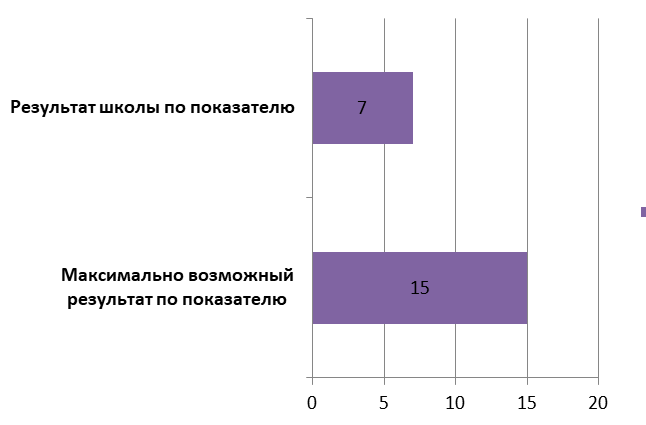 Результат школы по показателю
7
Максимально возможный
результат по показателю
15
0 5 10 15 20